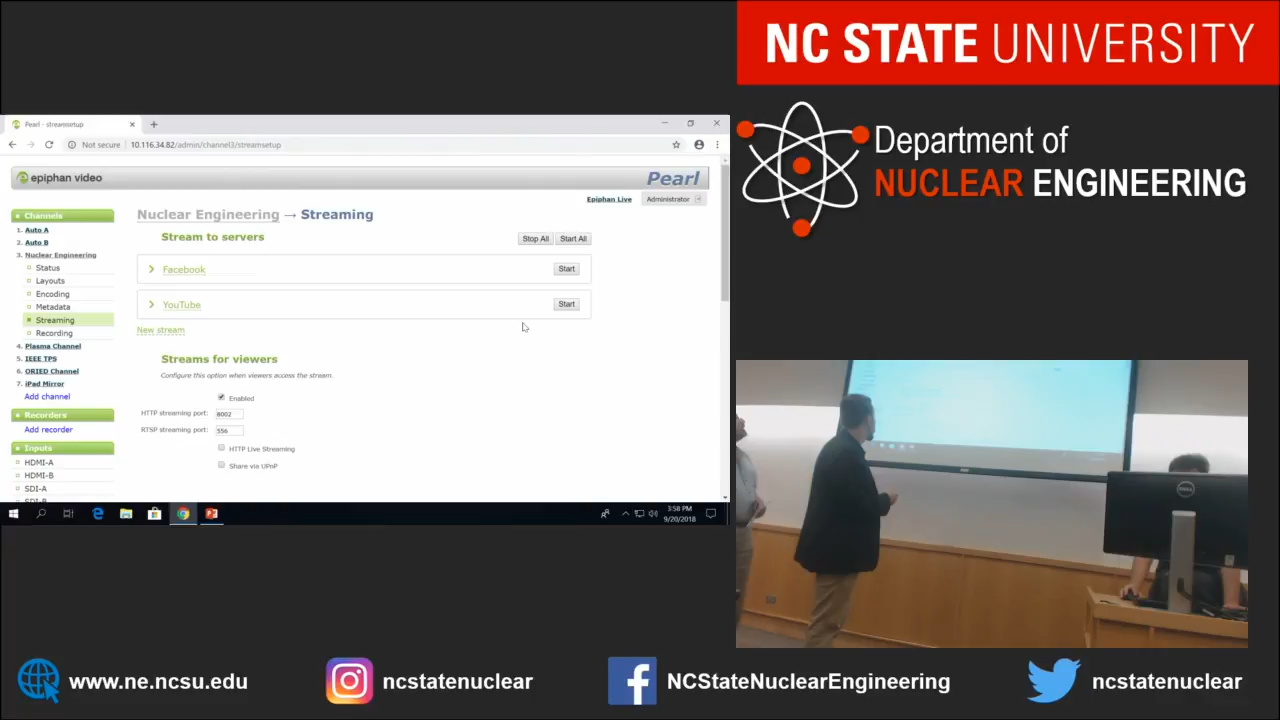 NC STATE UNIVERSITY
Department of
NUCLEAR ENGINEERING
Pearl - streamsetup
Not secure
10.116.34.82/admin/channel3/streamsetup
epiphan video
Pearl
Epiphan Live
Administrator
Channels
1. Auto A
2. Auto B
3. Nuclear Engineering
Status
Layouts
Encoding
Metadata
Streaming
Recording
4. Plasma Channel
5. IEEE TPS
6. ORIED Channel
7. iPad Mirror
Add channel
Recorders
Add recorder
Inputs
HDMI-A
HDMI-B
SDI-A
SDI-B
Nuclear Engineering → Streaming
Stream to servers
Stop All
Start All
Facebook
Start
YouTube
Start
New stream
Streams for viewers
Configure this option when viewers access the stream.
Enabled
HTTP streaming port: 8002
RTSP streaming port: 556
HTTP Live Streaming
Share via UPnP
3:58 PM
9/20/2018
DELL
www.ne.ncsu.edu
ncstatenuclear
NCStateNuclearEngineering
ncstatenuclear